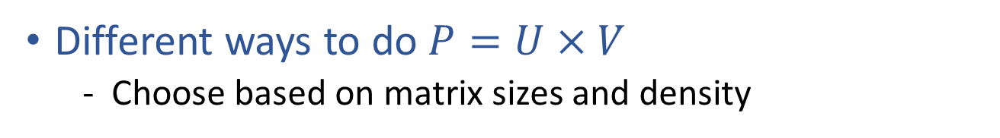 • Different ways to do P = U × V
- Choose based on matrix sizes and density